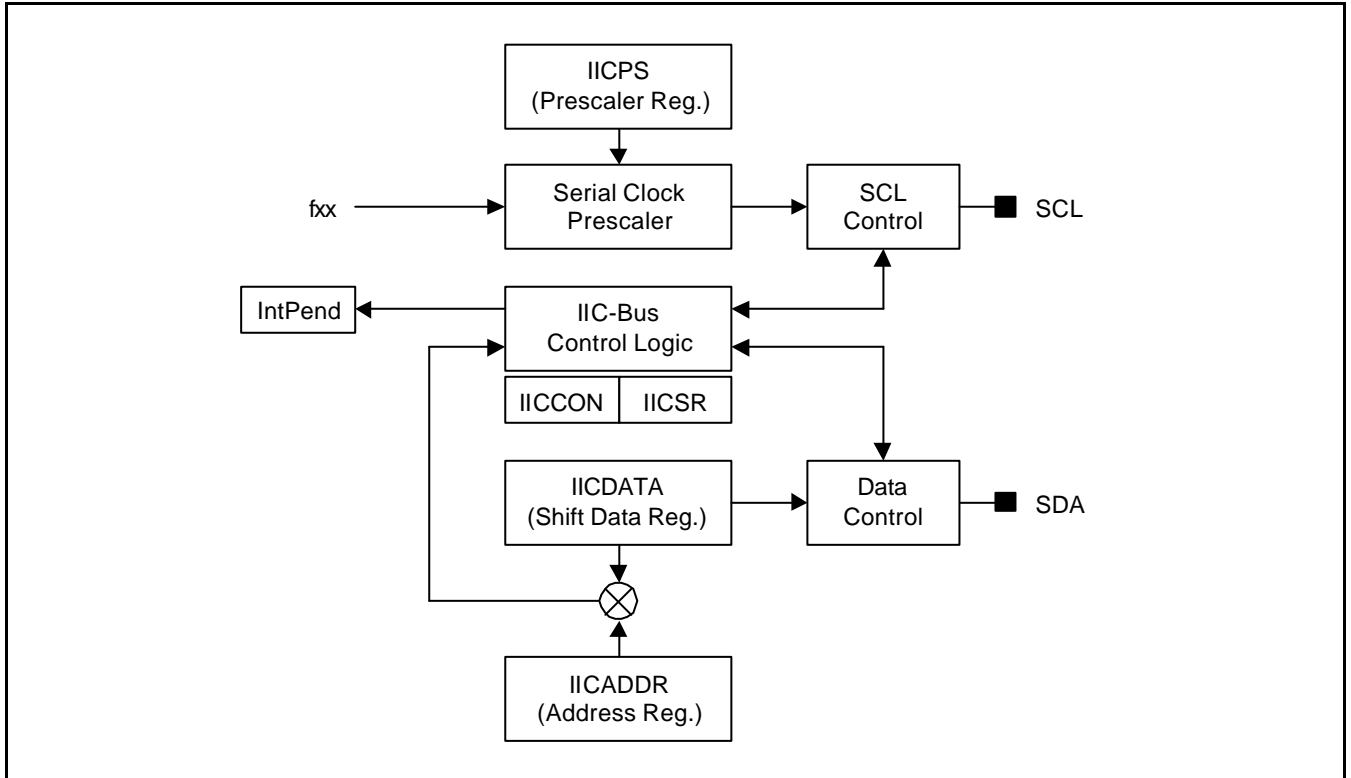 IICPS
(Prescaler Reg.)
fxx
Serial Clock
Prescaler
SCL
Control
SCL
IntPend
IIC-Bus
Control Logic
IICCON
IICSR
IICDATA
(Shift Data Reg.)
Data
Control
SDA
IICADDR
(Address Reg.)